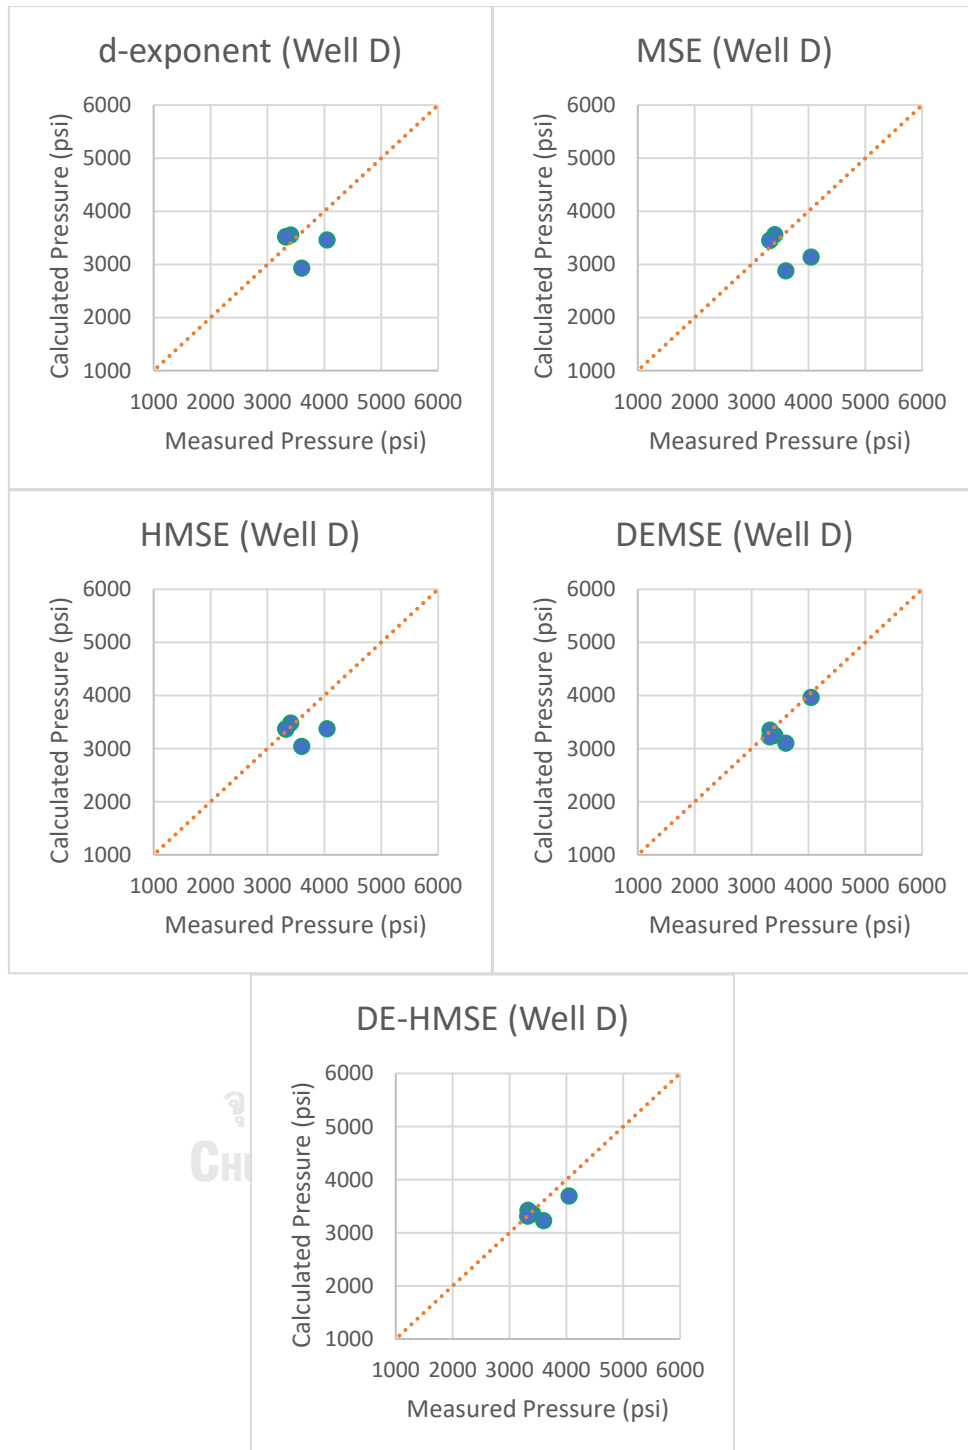 d-exponent (Well D)
Calculated Pressure (psi)
6000
5000
4000
3000
2000
1000
1000 2000 3000 4000 5000 6000
Measured Pressure (psi)
MSE (Well D)
Calculated Pressure (psi)
6000
5000
4000
3000
2000
1000
1000 2000 3000 4000 5000 6000
Measured Pressure (psi)
HMSE (Well D)
Calculated Pressure (psi)
6000
5000
4000
3000
2000
1000
1000 2000 3000 4000 5000 6000
Measured Pressure (psi)
DEMSE (Well D)
Calculated Pressure (psi)
6000
5000
4000
3000
2000
1000
1000 2000 3000 4000 5000 6000
Measured Pressure (psi)
DE-HMSE (Well D)
Calculated Pressure (psi)
6000
5000
4000
3000
2000
1000
1000 2000 3000 4000 5000 6000
Measured Pressure (psi)